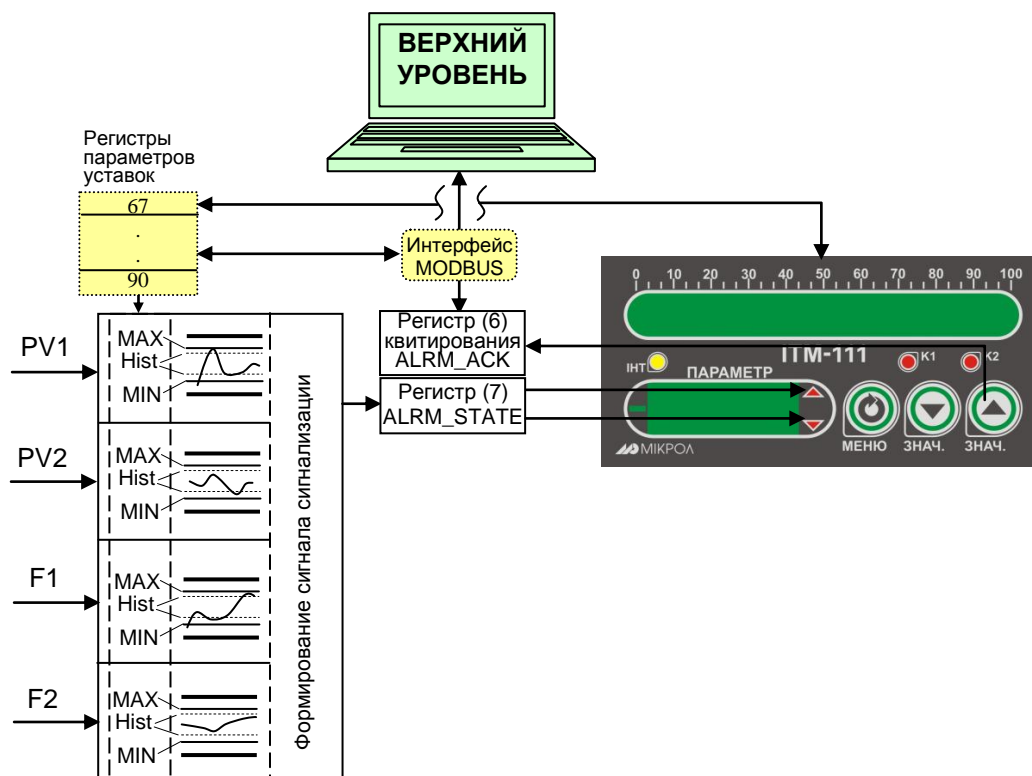 ВЕРХНИЙ
УРОВЕНЬ
Регистры
параметров
уставок
67
.
.
90
Интерфейс
MODBUS
Регистр (6)
квитирования
ALRM_ACK
Регистр (7)
ALRM_STATE
0 10 20 30 40 50 60 70 80 90 100
ІТМ-111
ІНТ
ПАРАМЕТР
К1
К2
МІКРОЛ
МЕНЮ
ЗНАЧ.
ЗНАЧ.
PV1
MAX
Hist
MIN
PV2
MAX
Hist
MIN
F1
MAX
Hist
MIN
F2
MAX
Hist
MIN
Формирование сигнала сигнализации